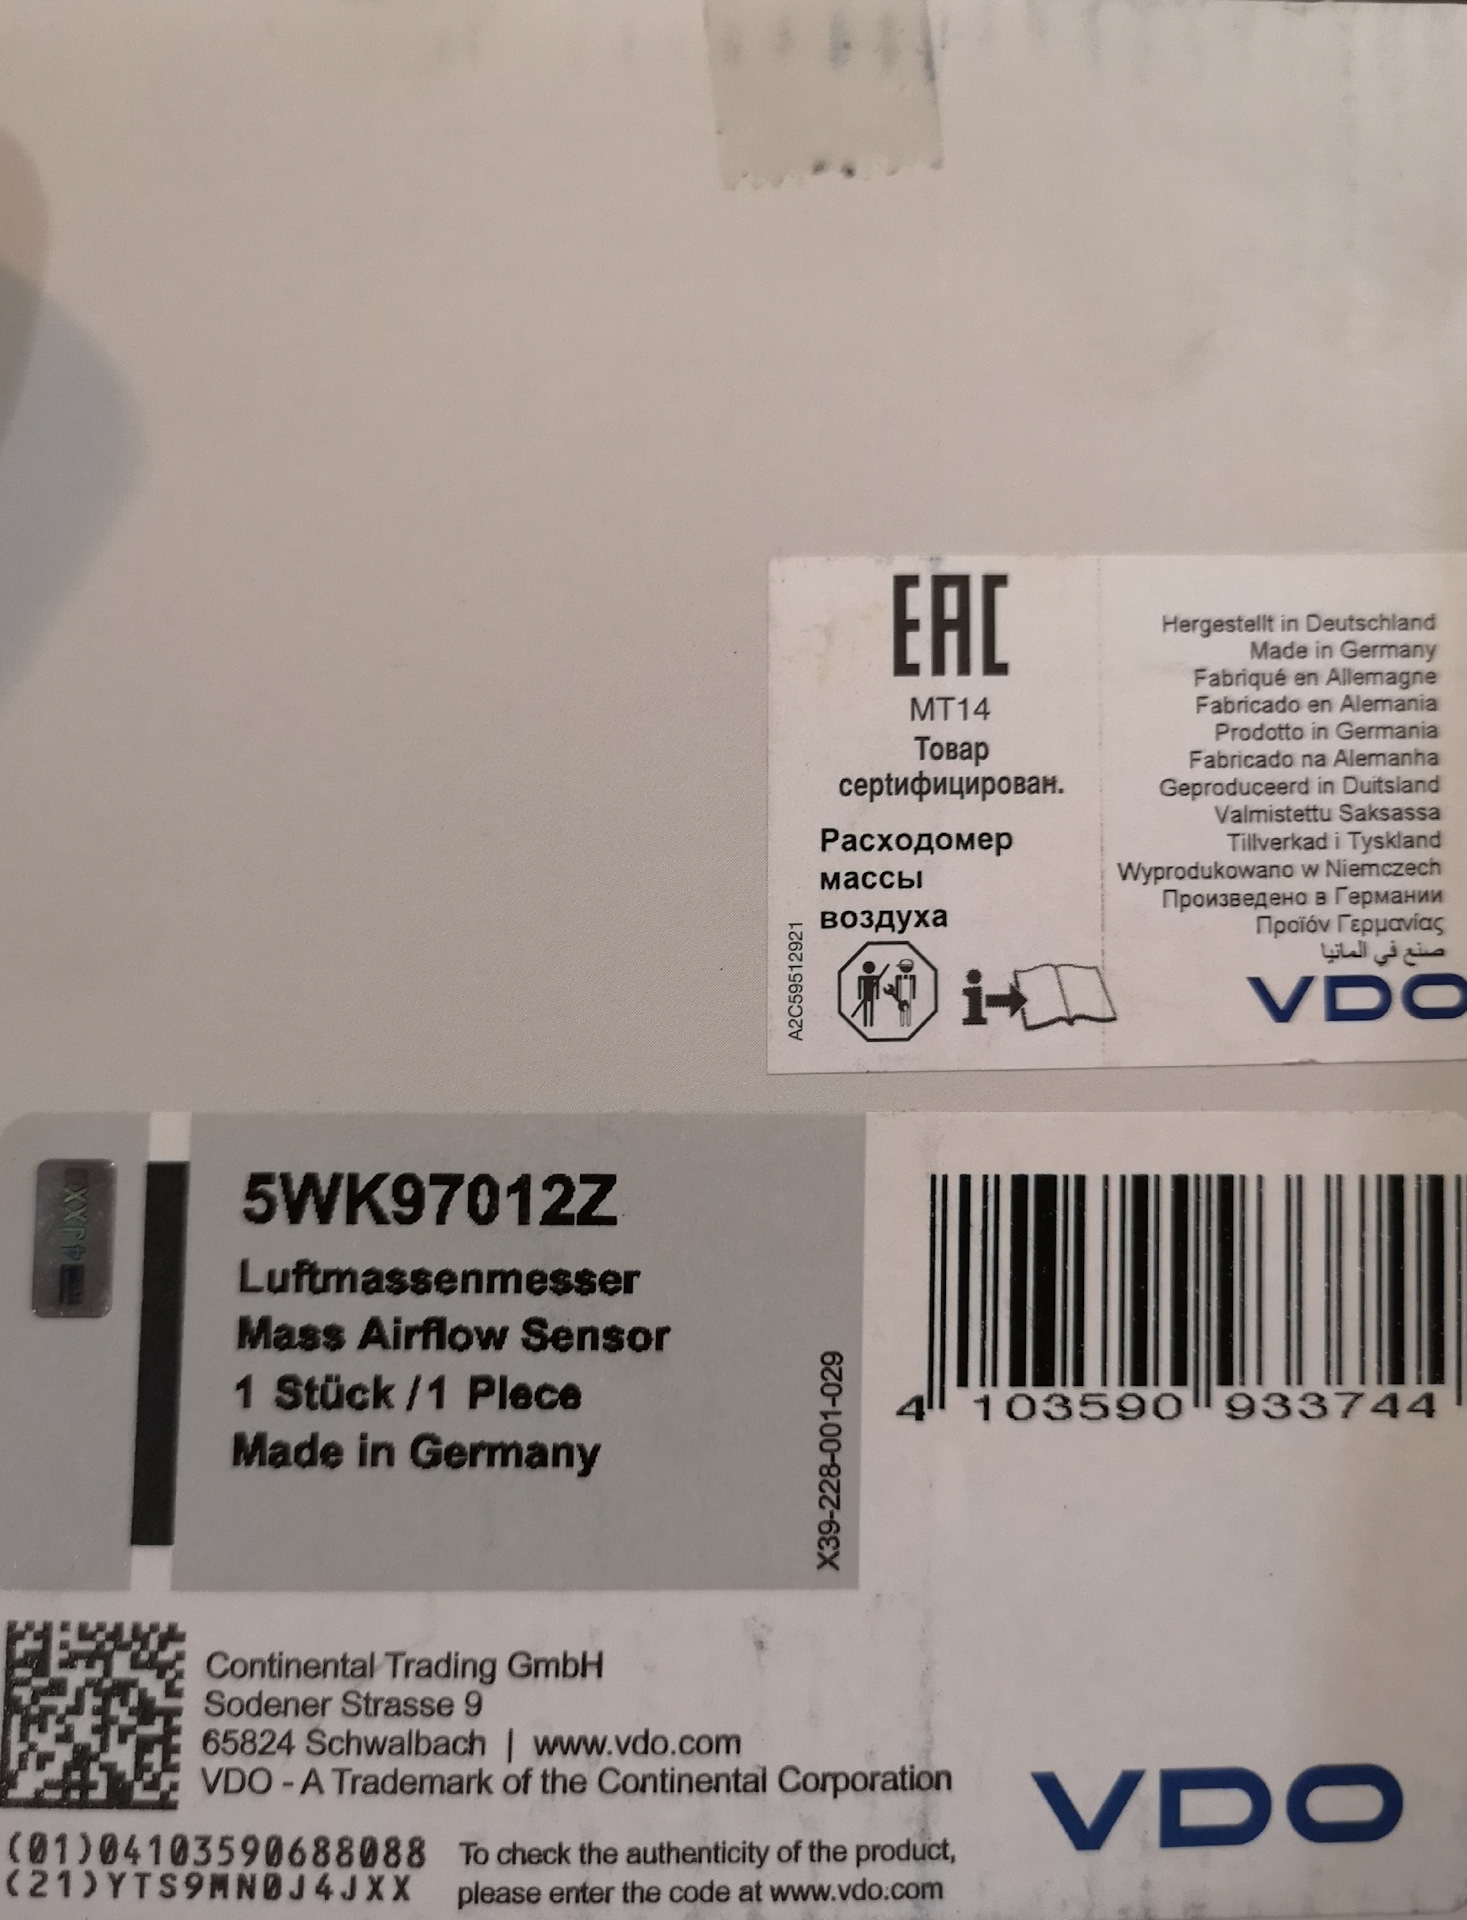 EAC
MT14
Товар
сертифицирован.
Расходомер
массы
воздуха
A2C59512921
Hergestellt in Deutschland
Made in Germany
Fabriqué en Allemagne
Fabricado en Alemania
Prodotto in Germania
Fabricado na Alemanha
Geproduceerd in Duitsland
Valmistettu Saksassa
Tillverkad i Tyskland
Wyprodukowano w Niemczech
Произведено в Германии
Προϊόν Γερμανίας
صنع في المانيا
VDO
4JXX
5WK97012Z
Luftmassenmesser
Mass Airflow Sensor
1 Stück / 1 Piece
Made in Germany
X39-228-001-029
4 103590 933744
Continental Trading GmbH
Sodener Strasse 9
65824 Schwalbach | www.vdo.com
VDO - A Trademark of the Continental Corporation
VDO
(01)04103590688088
(21)YTS9MN0J4JXX
To check the authenticity of the product,
please enter the code at www.vdo.com